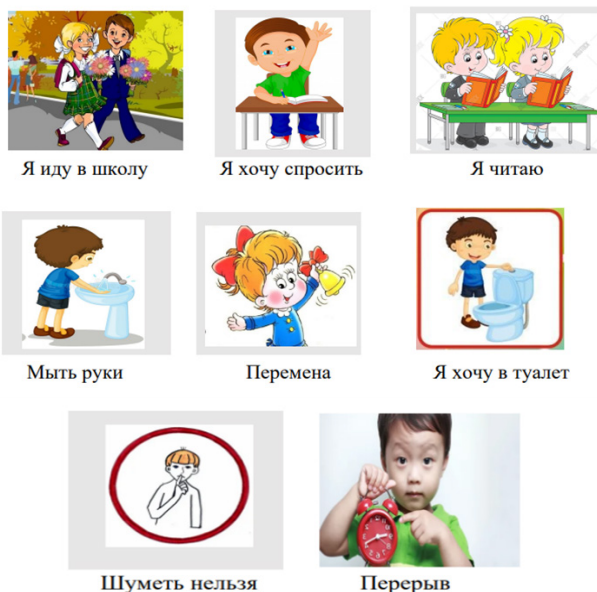 Я иду в школу
Я хочу спросить
Я читаю
Мыть руки
Перемена
Я хочу в туалет
Шуметь нельзя
Перерыв